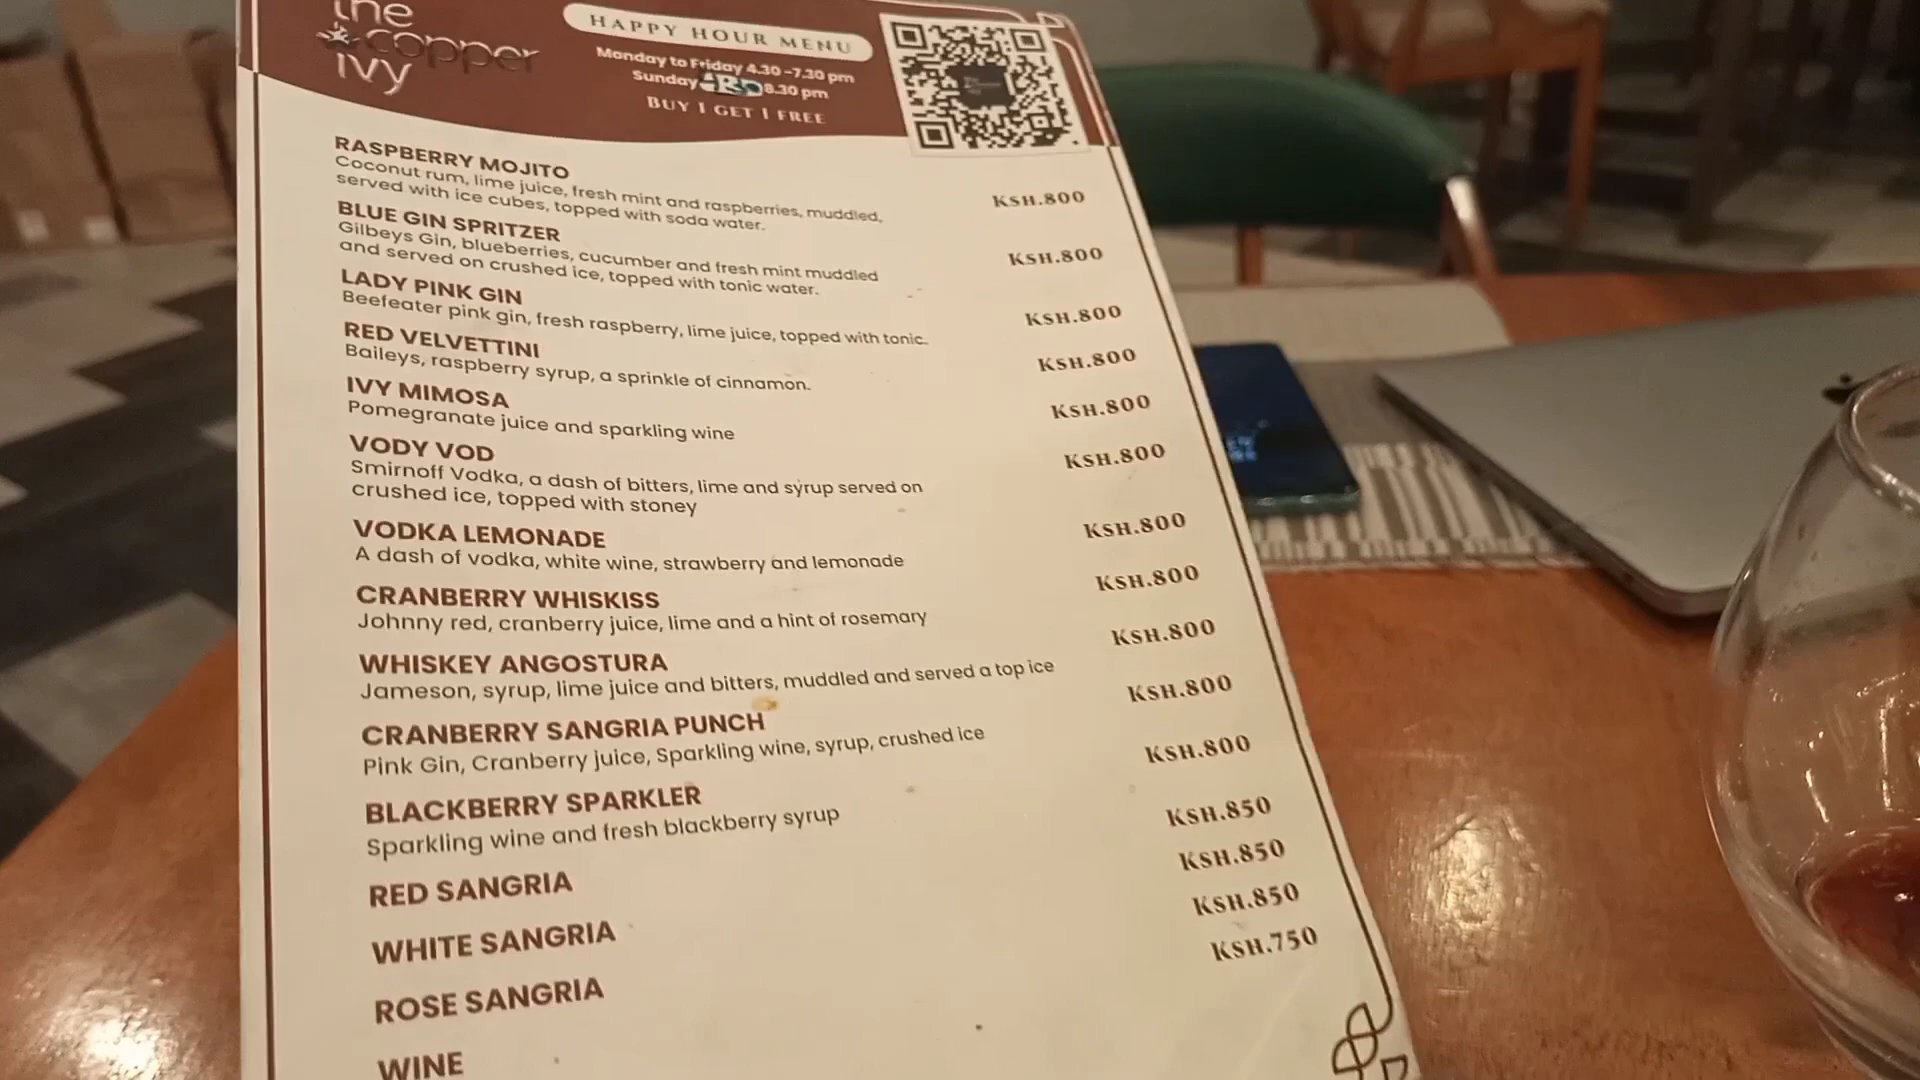 the
copper
IVY
HAPPY HOUR MENU
Monday to Friday 4.30 -7.30 pm
Sunday 8.30 pm
BUY 1 GET 1 FREE
RASPBERRY MOJITO
Coconut rum, lime juice, fresh mint and raspberries, muddled,
served with ice cubes, topped with soda water.
KSH.800
BLUE GIN SPRITZER
Gilbeys Gin, blueberries, cucumber and fresh mint muddled
and served on crushed ice, topped with tonic water.
KSH.800
LADY PINK GIN
Beefeater pink gin, fresh raspberry, lime juice, topped with tonic.
KSH.800
RED VELVETTINI
Baileys, raspberry syrup, a sprinkle of cinnamon.
KSH.800
IVY MIMOSA
Pomegranate juice and sparkling wine
KSH.800
VODY VOD
Smirnoff Vodka, a dash of bitters, lime and syrup served on
crushed ice, topped with stoney
KSH.800
VODKA LEMONADE
A dash of vodka, white wine, strawberry and lemonade
KSH.800
CRANBERRY WHISKISS
Johnny red, cranberry juice, lime and a hint of rosemary
KSH.800
WHISKEY ANGOSTURA
Jameson, syrup, lime juice and bitters, muddled and served a top ice
KSH.800
CRANBERRY SANGRIA PUNCH
Pink Gin, Cranberry juice, Sparkling wine, syrup, crushed ice
KSH.800
BLACKBERRY SPARKLER
Sparkling wine and fresh blackberry syrup
KSH.800
RED SANGRIA
KSH.850
WHITE SANGRIA
KSH.850
ROSE SANGRIA
KSH.850
WINE
KSH.750